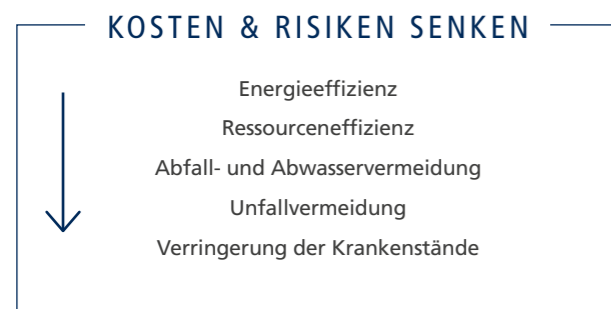 KOSTEN & RISIKEN SENKEN
Energieeffizienz
Ressourceneffizienz
Abfall- und Abwasservermeidung
Unfallvermeidung
Verringerung der Krankenstände